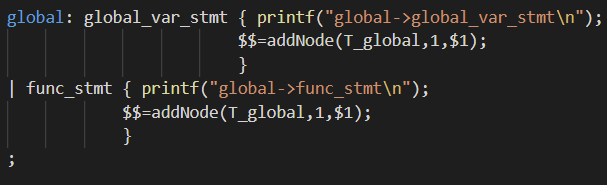 global: global_var_stmt { printf("global->global_var_stmt\n");
$$=addNode(T_global,1,$1);
}
| func_stmt { printf("global->func_stmt\n");
$$=addNode(T_global,1,$1);
}
;